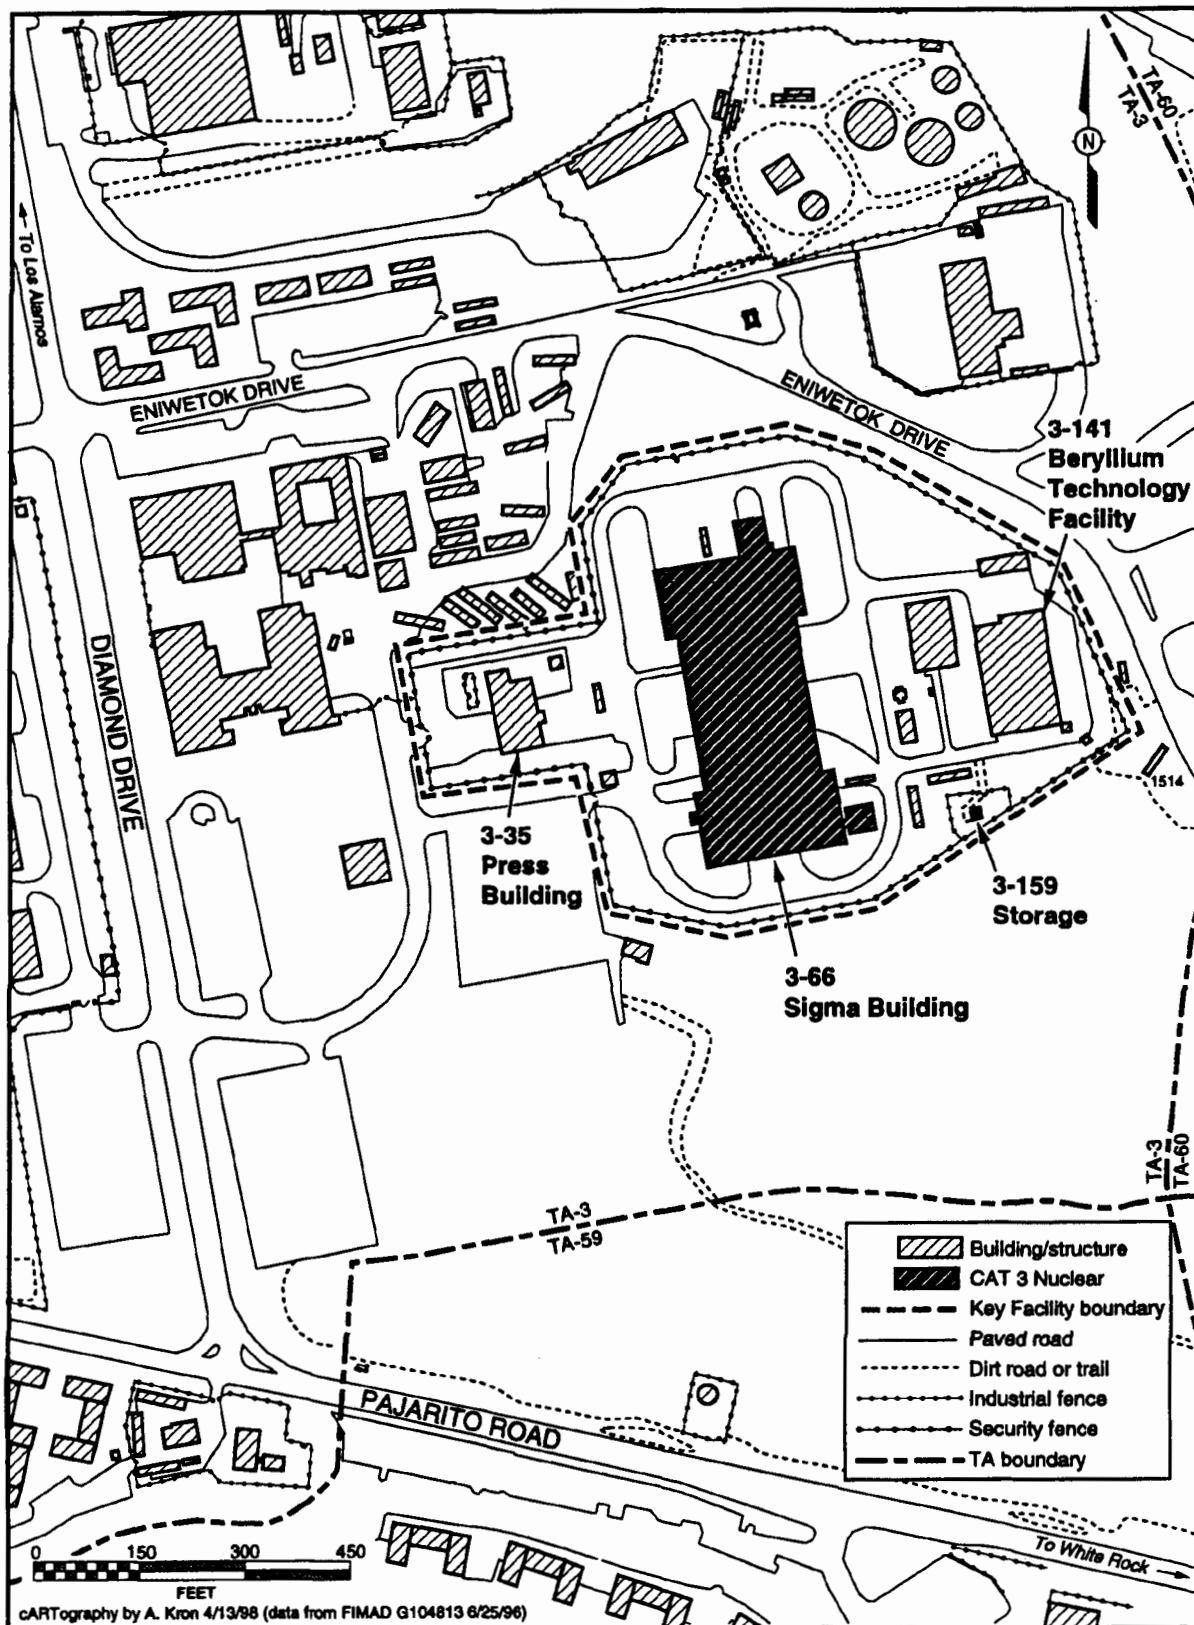 TA-60
TA-3
N
← To Los Alamos
ENIWETOK DRIVE
ENIWETOK DRIVE
3-141
Beryllium
Technology
Facility
DIAMOND DRIVE
1514
3-35
Press
Building
3-159
Storage
3-66
Sigma Building
TA-3
TA-60
TA-3
TA-59
Building/structure
CAT 3 Nuclear
Key Facility boundary
Paved road
Dirt road or trail
Industrial fence
Security fence
TA boundary
PAJARITO ROAD
To White Rock →
0 150 300 450
FEET
cARTography by A. Kron 4/13/98 (data from FIMAD G104813 6/25/96)